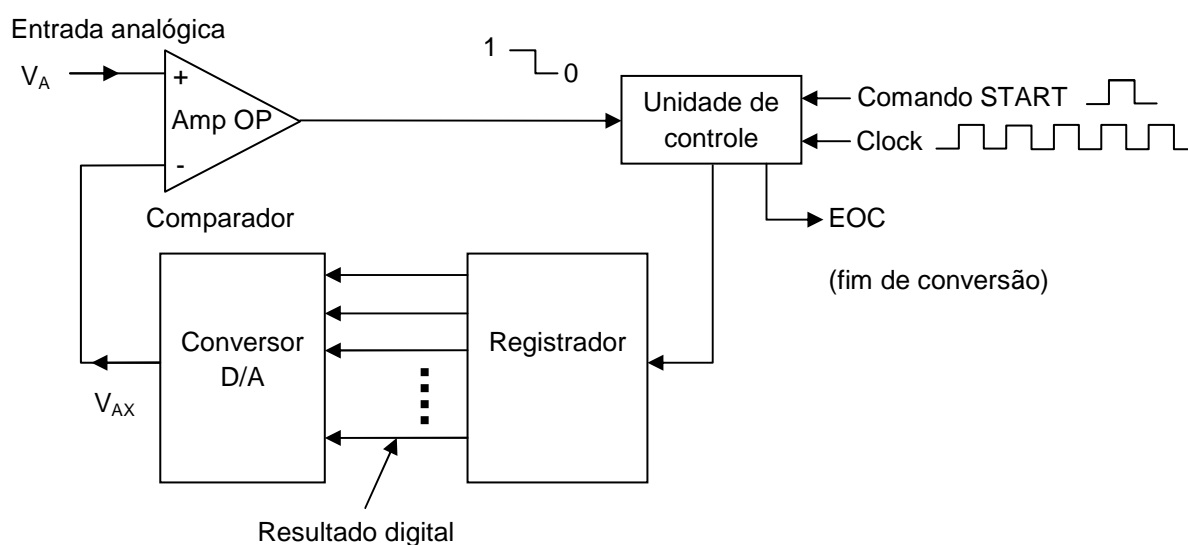 Entrada analógica
V_A
+
Amp OP
-
Comparador
1
0
Unidade de
controle
Comando START
Clock
EOC
(fim de conversão)
Conversor
D/A
Registrador
V_AX
Resultado digital